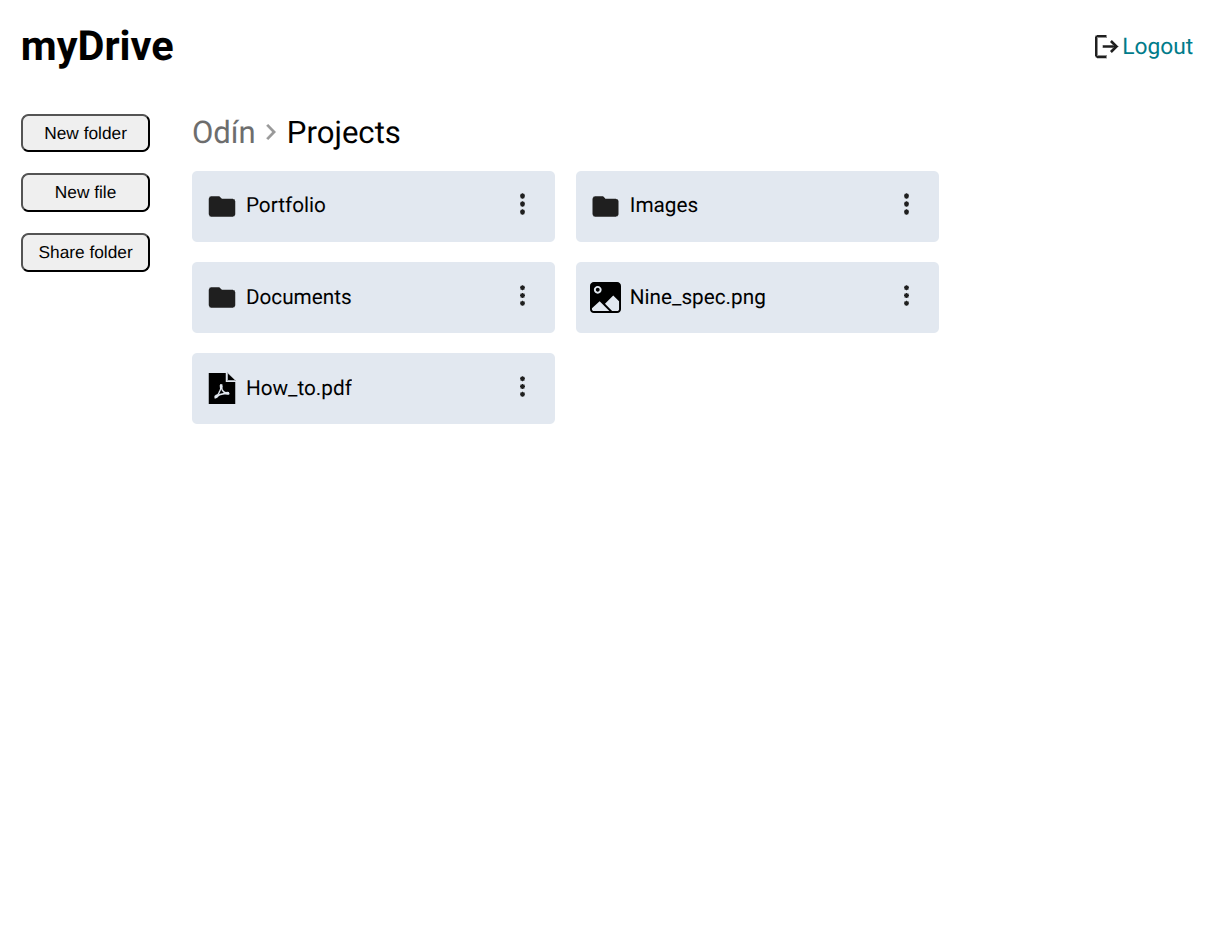 myDrive
Logout
New folder
New file
Share folder
Odín > Projects
Portfolio
Images
Documents
Nine_spec.png
How_to.pdf